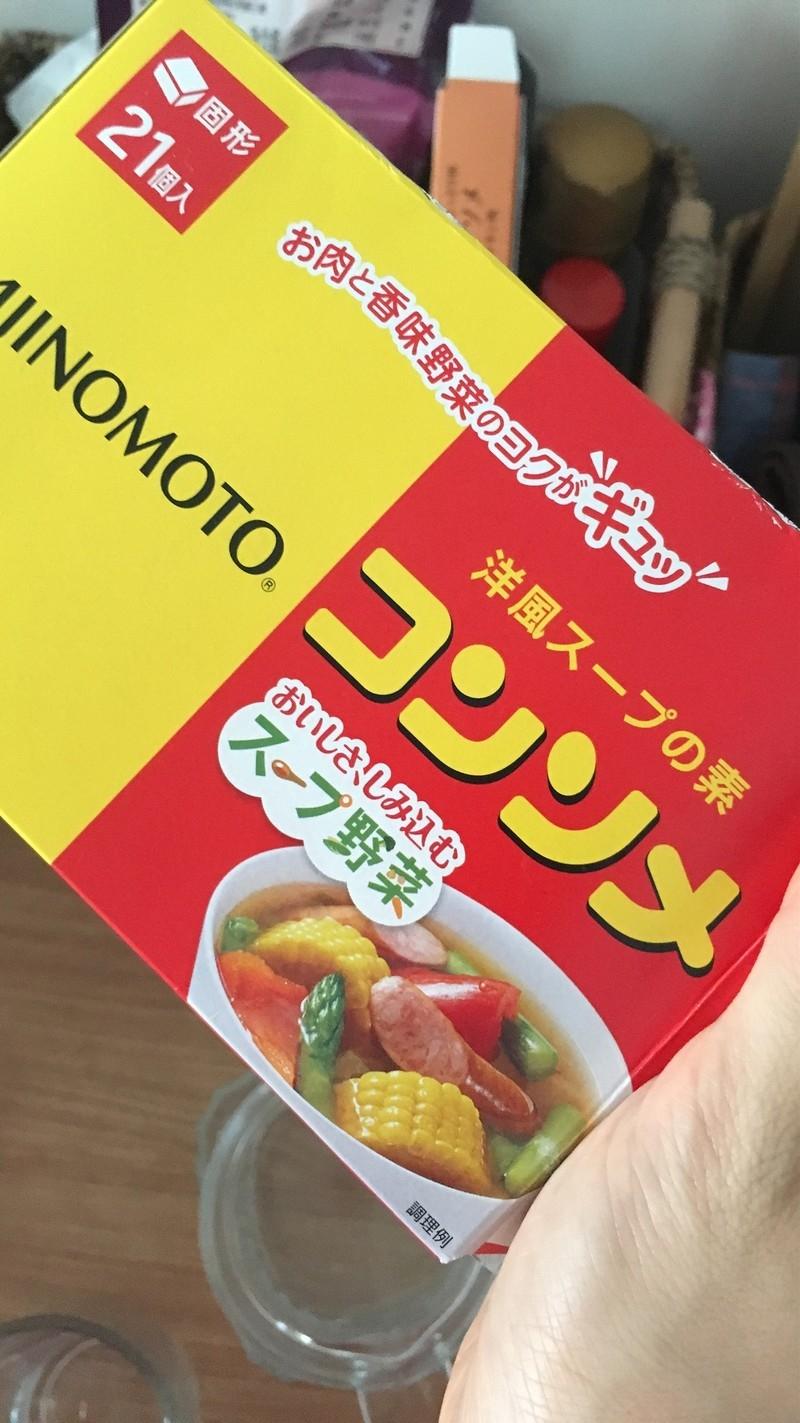 固形
21個入
AJINOMOTO®
お肉と香味野菜のコクがギュッ
洋風スープの素
コンソメ
おいしさ、しみ込む
スープ野菜
調理例